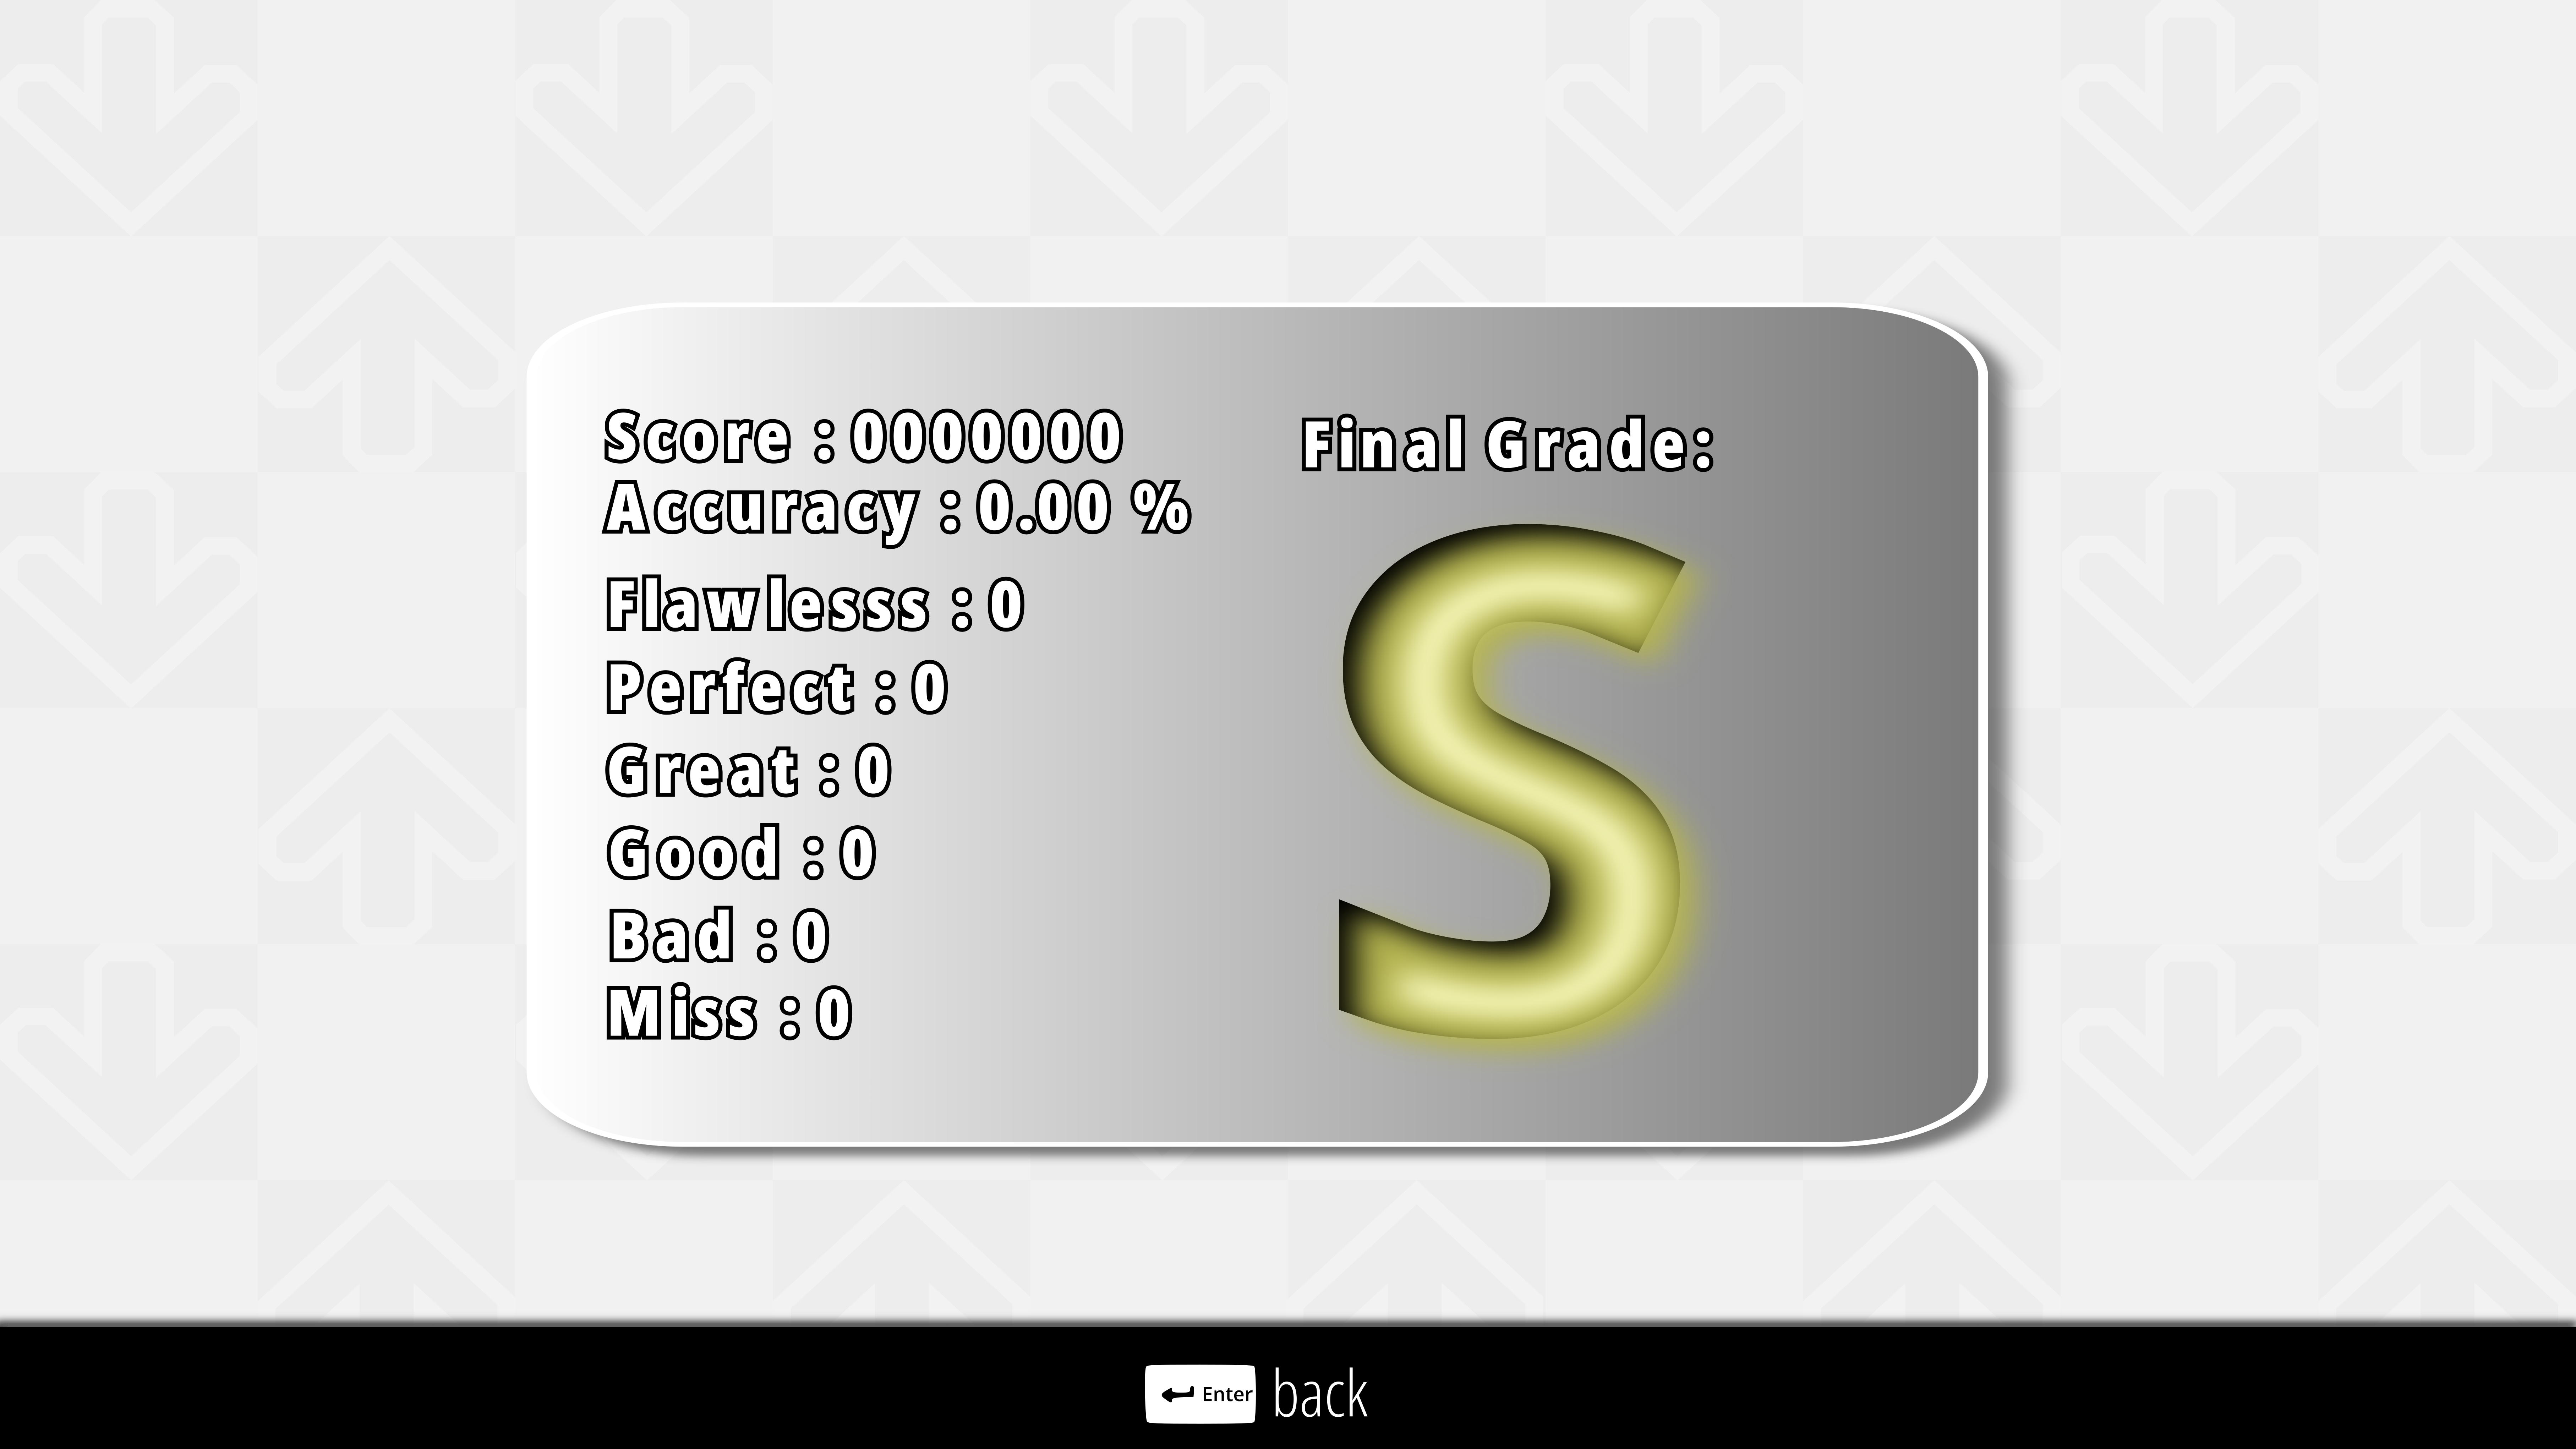 Score : 0000000
Accuracy : 0.00 %
Flawlesss : 0
Perfect : 0
Great : 0
Good : 0
Bad : 0
Miss : 0
Final Grade:
S
Enter back